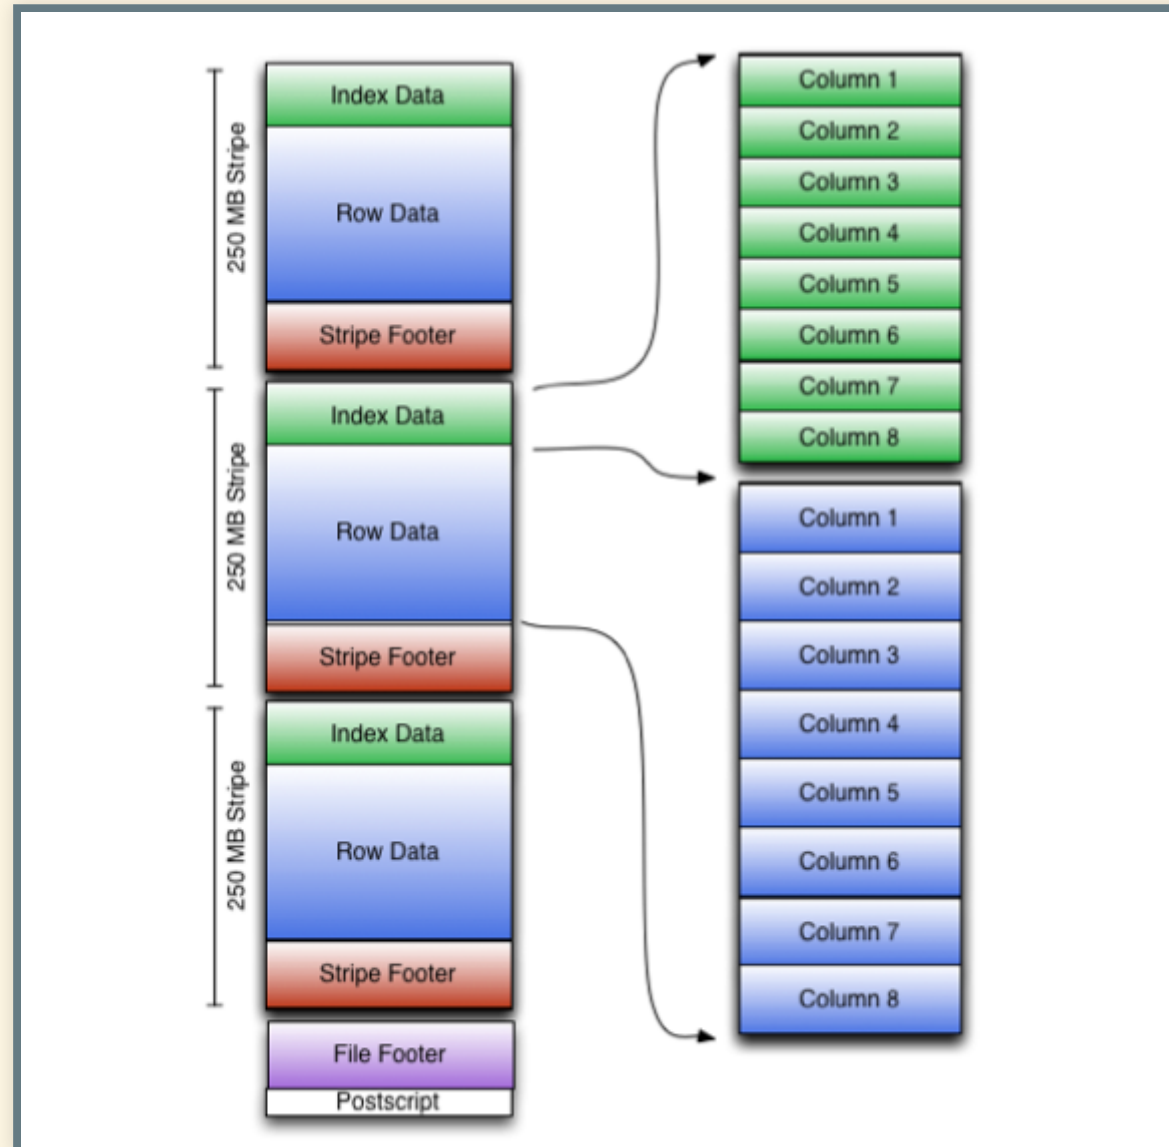 250 MB Stripe
Index Data
Row Data
Stripe Footer
250 MB Stripe
Index Data
Row Data
Stripe Footer
250 MB Stripe
Index Data
Row Data
Stripe Footer
File Footer
Postscript
Column 1
Column 2
Column 3
Column 4
Column 5
Column 6
Column 7
Column 8
Column 1
Column 2
Column 3
Column 4
Column 5
Column 6
Column 7
Column 8